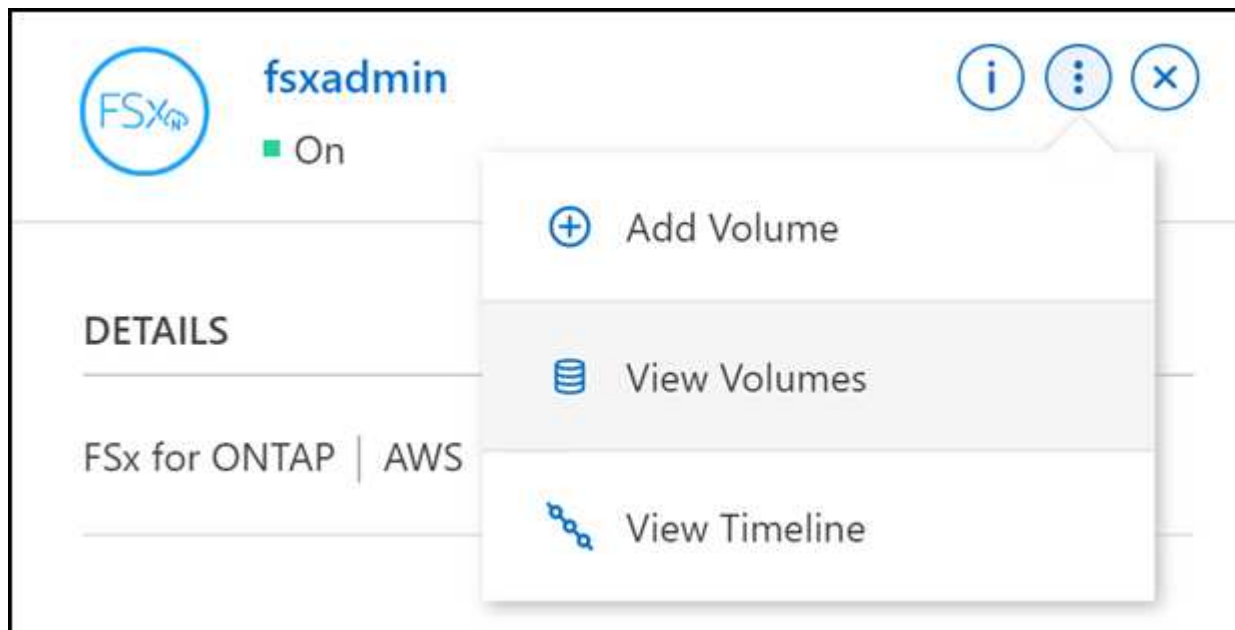 FSx N
fsxadmin
i
On
Add Volume
DETAILS
View Volumes
FSx for ONTAP | AWS
View Timeline